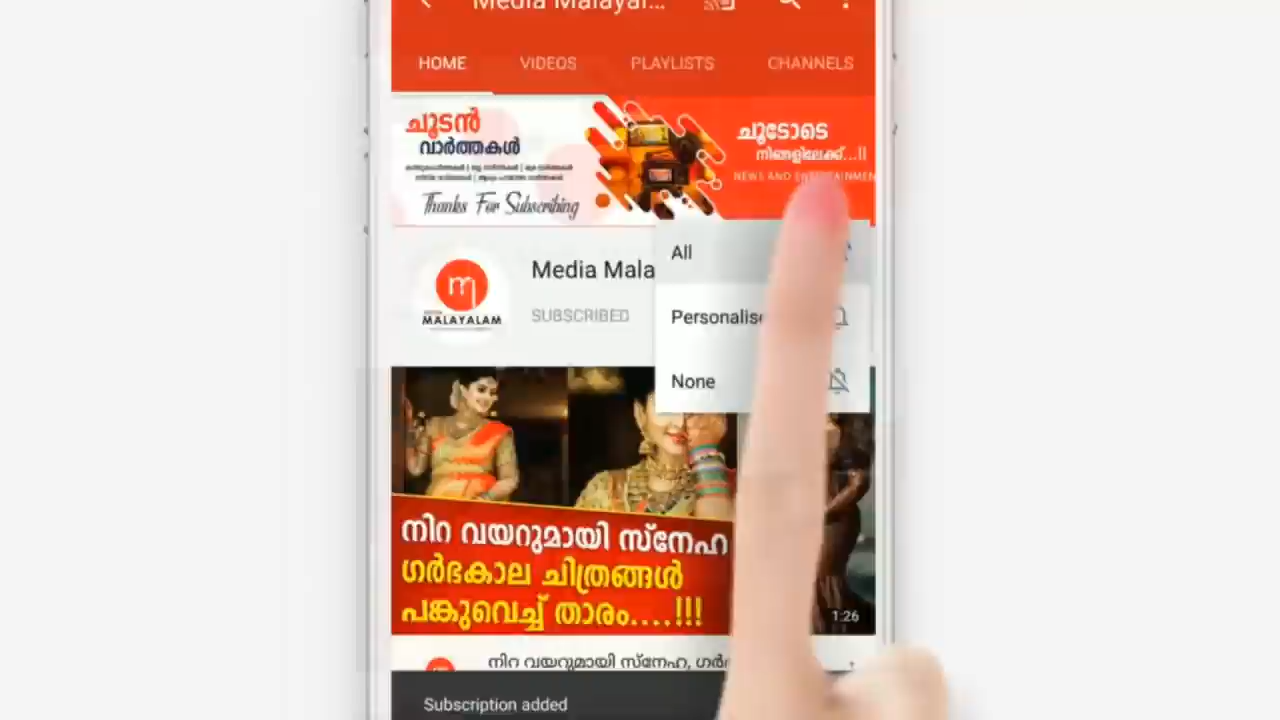 Media Malayal...
HOME VIDEOS PLAYLISTS CHANNELS
ചൂടൻ
വാർത്തകൾ
Thanks For Subscribing
ചൂടോടെ
നിങ്ങളിലേക്ക്...!!
NEWS AND ENTERTAINMEN
m
MALAYALAM
Media Mala
SUBSCRIBED
All
Personalise
None
നിറ വയറുമായി സ്നേഹ
ഗർഭകാല ചിത്രങ്ങൾ
പങ്കുവെച്ച് താരം....!!!
1:26
നിറ വയറുമായി സ്നേഹ, ഗർ
Subscription added